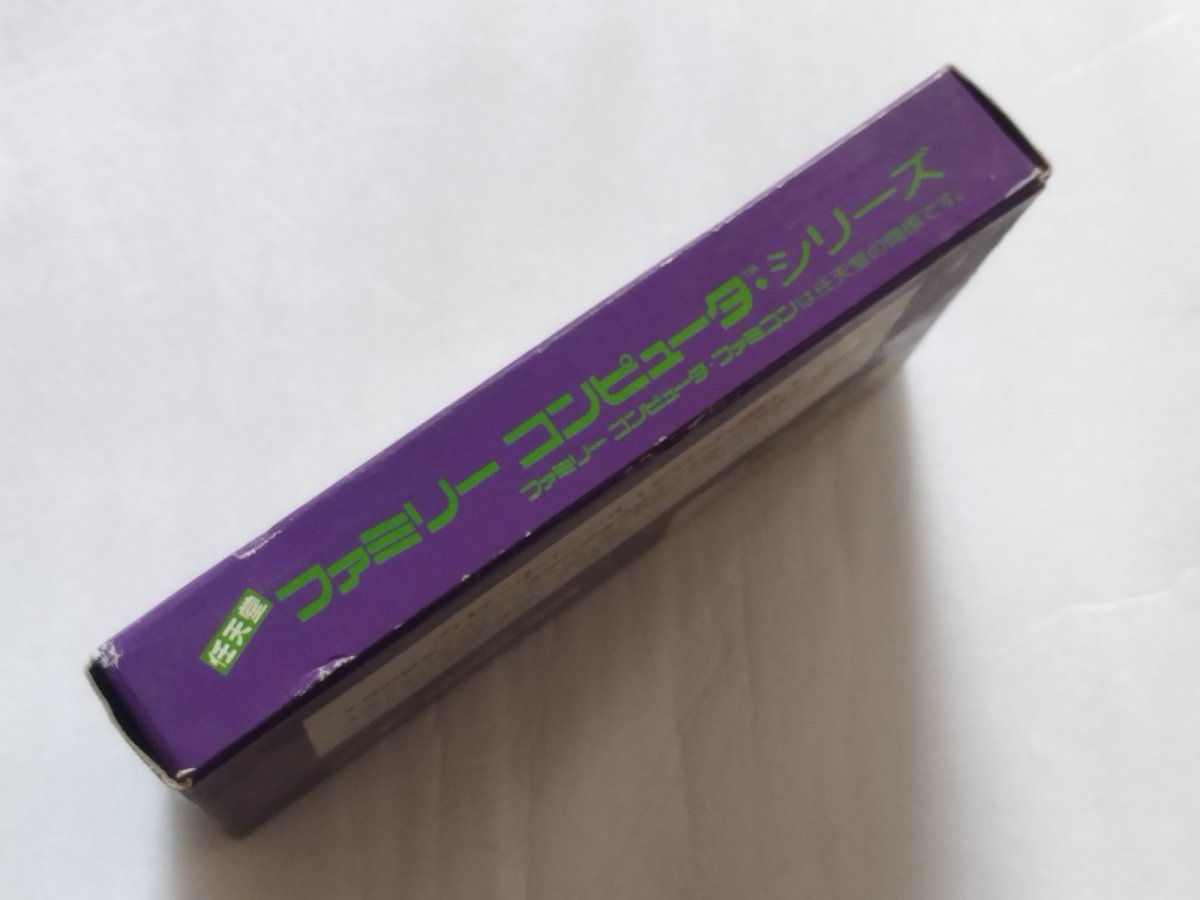 任天堂 ファミリー コンピュータ™・シリーズ
ファミリー コンピュータ・ファミコンは任天堂の商標です。